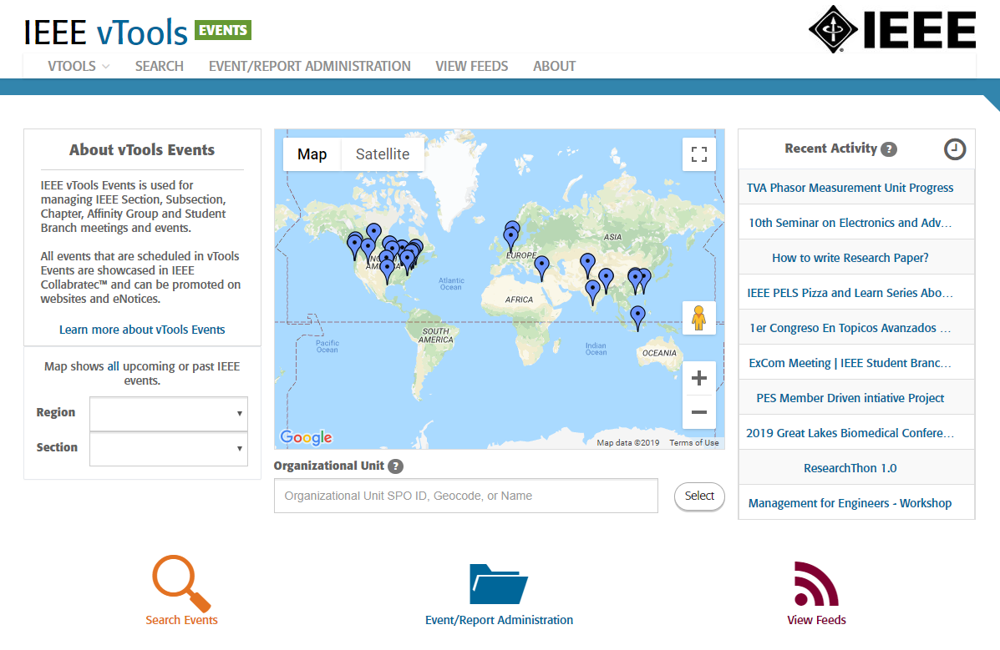 IEEE vTools EVENTS
IEEE
VTOOLS
SEARCH
EVENT/REPORT ADMINISTRATION
VIEW FEEDS
ABOUT
About vTools Events
IEEE vTools Events is used for
managing IEEE Section, Subsection,
Chapter, Affinity Group and Student
Branch meetings and events.
All events that are scheduled in vTools
Events are showcased in IEEE
Collabratec™ and can be promoted on
websites and eNotices.
Learn more about vTools Events
Map shows all upcoming or past IEEE
events.
Region
Section
Map
Satellite
ASIA
EUROPE
NORTH
AMERICA
Atlantic
Ocean
AFRICA
SOUTH
AMERICA
Pacific
Ocean
Indian
Ocean
OCEANIA
Google
Map data ©2019
Terms of Use
Organizational Unit ?
Organizational Unit SPO ID, Geocode, or Name
Select
Recent Activity ?
TVA Phasor Measurement Unit Progress
10th Seminar on Electronics and Adv...
How to write Research Paper?
IEEE PELS Pizza and Learn Series Abo...
1er Congreso En Topicos Avanzados ...
ExCom Meeting | IEEE Student Branc...
PES Member Driven intiative Project
2019 Great Lakes Biomedical Confere...
ResearchThon 1.0
Management for Engineers - Workshop
Search Events
Event/Report Administration
View Feeds